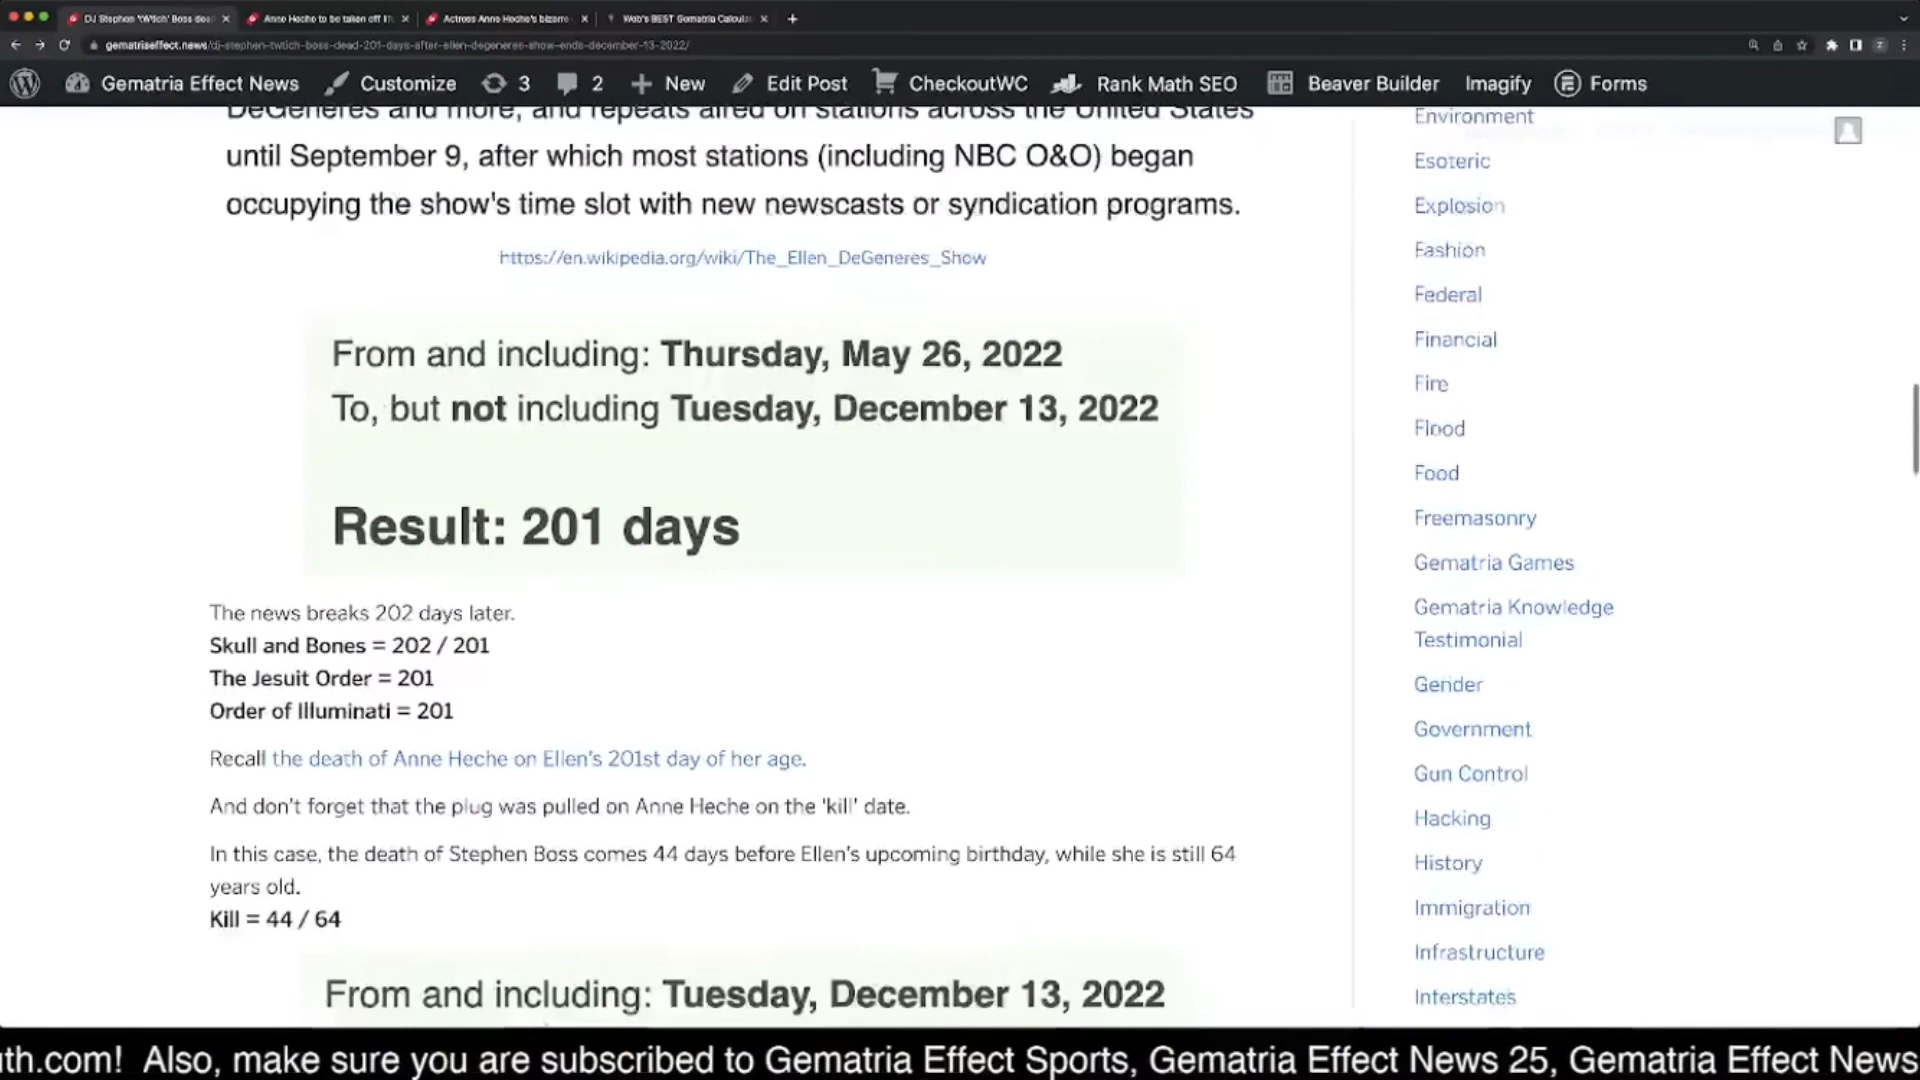 DJ Stephen 'tWitch' Boss dea
Anne Heche to be taken off li
Actress Anne Heche's bizarre
Web's BEST Gematria Calcula
gematriaeffect.news/dj-stephen-twtich-boss-dead-201-days-after-ellen-degeneres-show-ends-december-13-2022/
Gematria Effect News Customize 3 2 New Edit Post CheckoutWC Rank Math SEO Beaver Builder Imagify Forms
DeGeneres and more, and repeats aired on stations across the United States
until September 9, after which most stations (including NBC O&O) began
occupying the show's time slot with new newscasts or syndication programs.
https://en.wikipedia.org/wiki/The_Ellen_DeGeneres_Show
From and including: Thursday, May 26, 2022
To, but not including Tuesday, December 13, 2022
Result: 201 days
The news breaks 202 days later.
Skull and Bones = 202 / 201
The Jesuit Order = 201
Order of Illuminati = 201
Recall the death of Anne Heche on Ellen's 201st day of her age.
And don't forget that the plug was pulled on Anne Heche on the 'kill' date.
In this case, the death of Stephen Boss comes 44 days before Ellen's upcoming birthday, while she is still 64
years old.
Kill = 44 / 64
From and including: Tuesday, December 13, 2022
Environment
Esoteric
Explosion
Fashion
Federal
Financial
Fire
Flood
Food
Freemasonry
Gematria Games
Gematria Knowledge
Testimonial
Gender
Government
Gun Control
Hacking
History
Immigration
Infrastructure
Interstates
uth.com! Also, make sure you are subscribed to Gematria Effect Sports, Gematria Effect News 25, Gematria Effect News